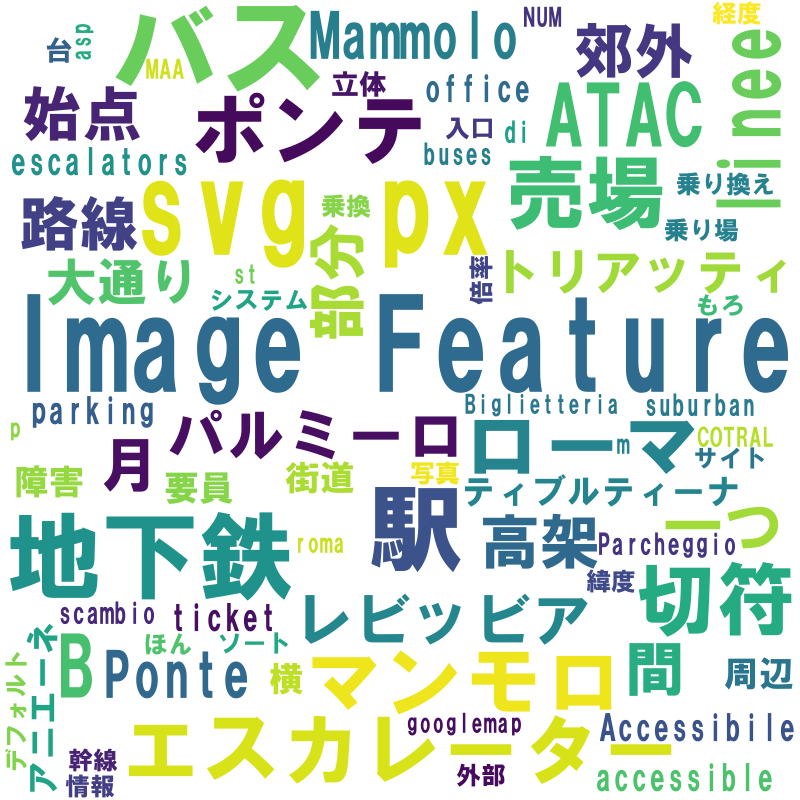 NUM
経度
台
asp
バス
MAA
Mammolo
郊外
linee
立体
office
始点
ポンテ
入口
di
ATAC
buses
escalators
売場
乗り換え
路線
svg px
乗換
乗り場
部分
大通り
st
システム
倍率
トリアッティ
もろ
Image Feature
parking
Biglietteria
suburban
p
パルミーロ
ローマ
m
COTRAL
サイト
月
障害
要員
街道
写真
ティブルティーナ
一つ
地下鉄
roma
駅
高架
Parcheggio
緯度
切符
scambio
ticket
レビッビア
アニエーネ
B
ほん
ソート
Ponte
横
マンモロ
間
周辺
デフォルト
エスカレーター
googlemap
Accessibile
幹線
情報
外部
accessible